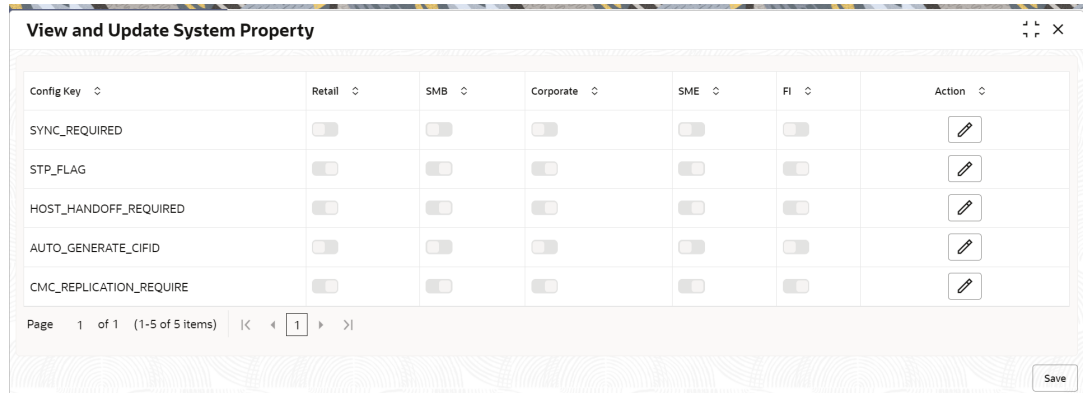 View and Update System Property
Config Key Retail SMB Corporate SME FI Action
SYNC_REQUIRED
STP_FLAG
HOST_HANDOFF_REQUIRED
AUTO_GENERATE_CIFID
CMC_REPLICATION_REQUIRE
Page 1 of 1 (1-5 of 5 items) 1
Save